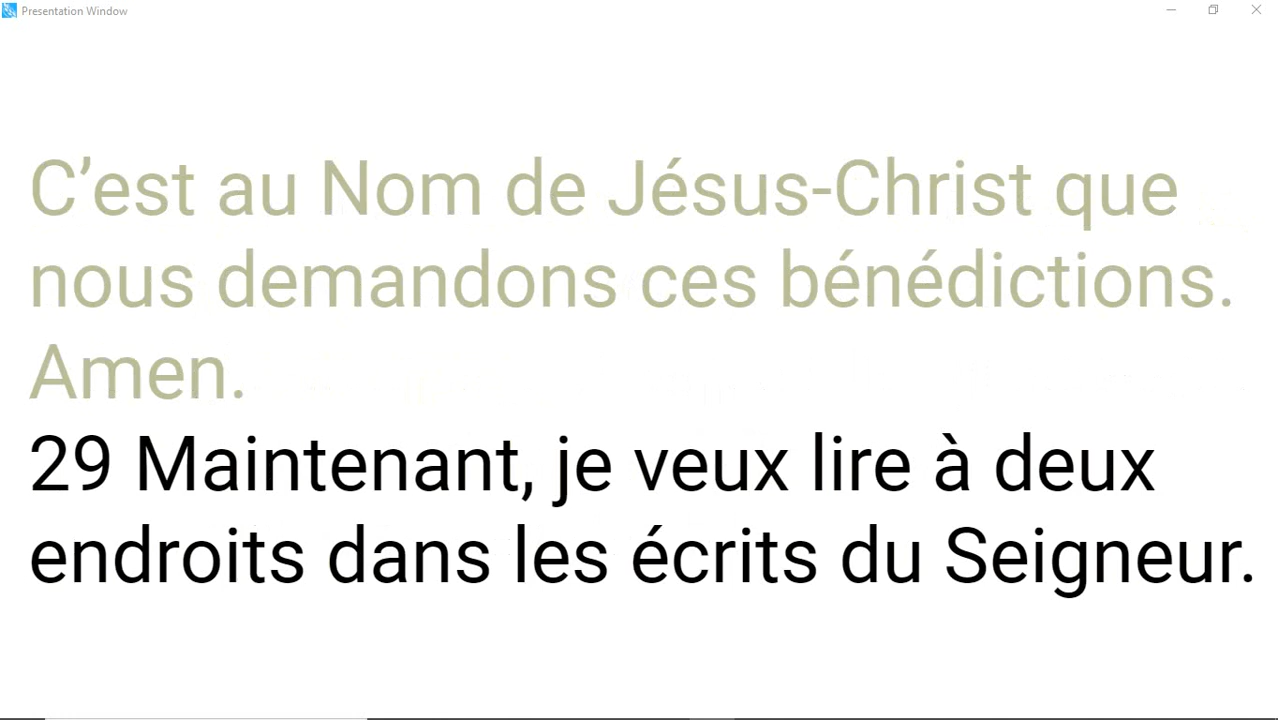 Presentation Window
C’est au Nom de Jésus-Christ que
nous demandons ces bénédictions.
Amen.
29 Maintenant, je veux lire à deux
endroits dans les écrits du Seigneur.